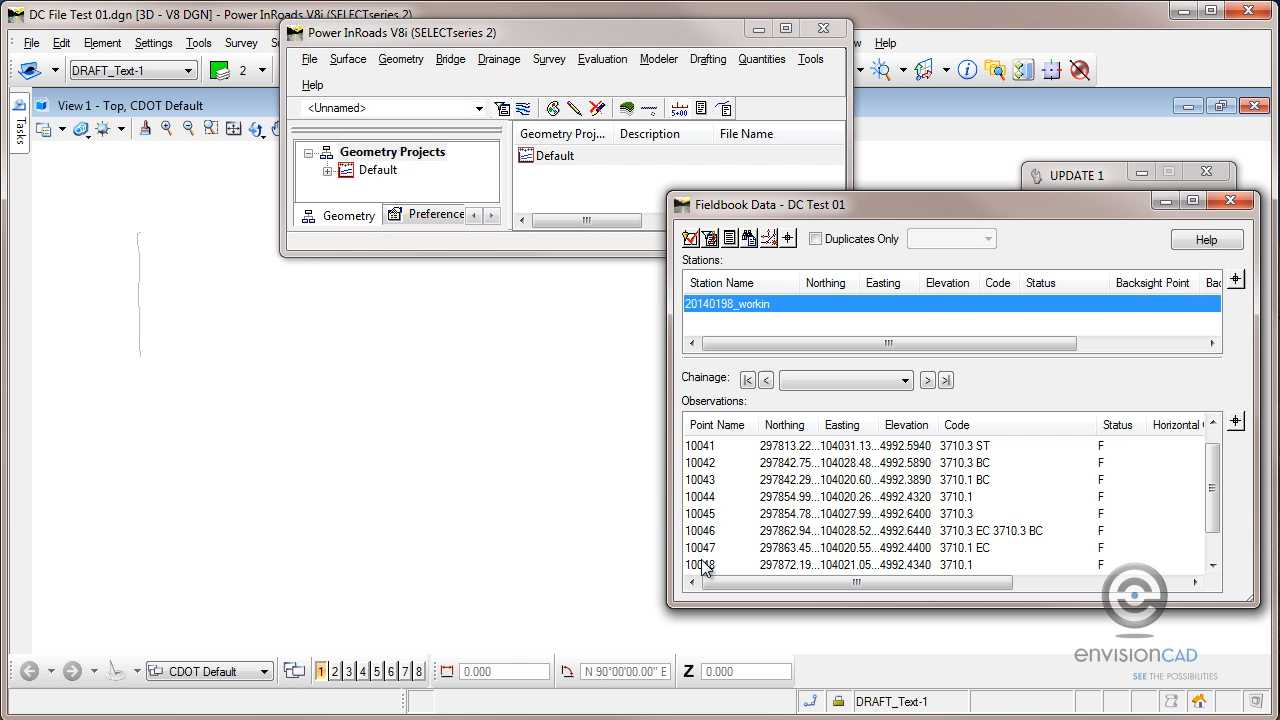 DC File Test 01.dgn [3D - V8 DGN] - Power InRoads V8i (SELECTseries 2)
File Edit Element Settings Tools Survey Help
DRAFT_Text-1 2
View 1 - Top, CDOT Default
Tasks
Power InRoads V8i (SELECTseries 2)
File Surface Geometry Bridge Drainage Survey Evaluation Modeler Drafting Quantities Tools
Help
<Unnamed>
Geometry Projects
Default
Geometry Preference
Geometry Proj... Description File Name
Default
UPDATE 1
Fieldbook Data - DC Test 01
Duplicates Only Help
Stations:
Station Name Northing Easting Elevation Code Status Backsight Point Bac
20140198_workin
Chainage: |< < > >|
Observations:
Point Name Northing Easting Elevation Code Status Horizontal
10041 297813.22... 104031.13... 4992.5940 3710.3 ST F
10042 297842.75... 104028.48... 4992.5890 3710.3 BC F
10043 297842.29... 104020.60... 4992.3890 3710.1 BC F
10044 297854.99... 104020.26... 4992.4320 3710.1 F
10045 297854.78... 104027.99... 4992.6400 3710.3 F
10046 297862.94... 104028.52... 4992.6440 3710.3 EC 3710.3 BC F
10047 297863.45... 104020.55... 4992.4400 3710.1 EC F
10048 297872.19... 104021.05... 4992.4340 3710.1 F
envisionCAD
SEE THE POSSIBILITIES
CDOT Default 1 2 3 4 5 6 7 8 0.000 N 90°00'00.00" E Z 0.000
DRAFT_Text-1